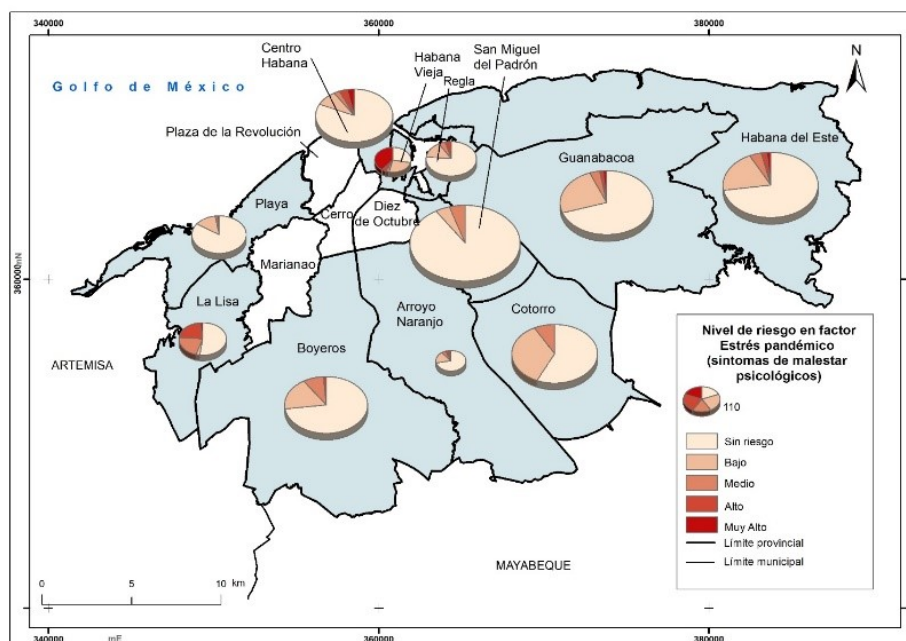 340000
360000
380000
Golfo de México
Centro
Habana
Habana
Vieja
Regla
San Miguel
del Padrón
N
Plaza de la Revolución
Guanabacoa
Habana del Este
Playa
Cerro
Diez
de Octubre
Marianao
360000 mN
La Lisa
Arroyo
Naranjo
Cotorro
Boyeros
ARTEMISA
MAYABEQUE
Nivel de riesgo en factor
Estrés pandémico
(síntomas de malestar
psicológicos)
110
Sin riesgo
Bajo
Medio
Alto
Muy Alto
Límite provincial
Límite municipal
0 5 10 km
340000 mE
360000
380000